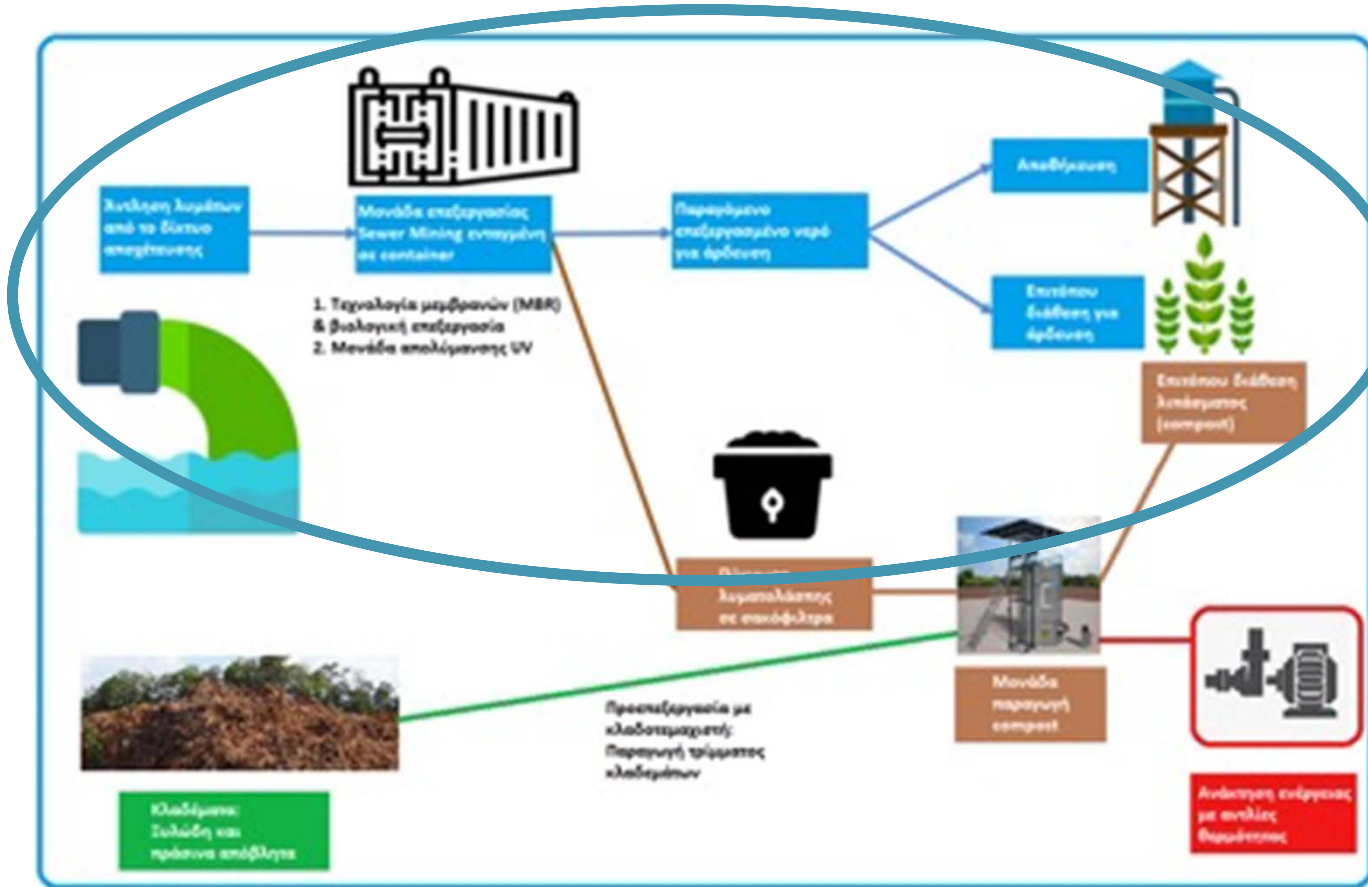 Άντληση λυμάτων
από το δίκτυο
αποχέτευσης
Μονάδα επεξεργασίας
Sewer Mining ενταγμένη
σε container
1. Τεχνολογία μεμβρανών (MBR)
& βιολογική επεξεργασία
2. Μονάδα απολύμανσης UV
Παραγόμενο
επεξεργασμένο νερό
για άρδευση
Αποθήκευση
Επιτόπου
διάθεση για
άρδευση
Επιτόπου διάθεση
λιπάσματος
(compost)
λυματολάσπης
σε σακόφιλτρα
Μονάδα
παραγωγή
compost
Προεπεξεργασία με
κλαδοτεμαχιστή:
Παραγωγή τρίμματος
κλαδεμάτων
Κλαδέματα:
Ξυλώδη και
πράσινα απόβλητα
Ανάκτηση ενέργειας
με αντλίες
θερμότητας